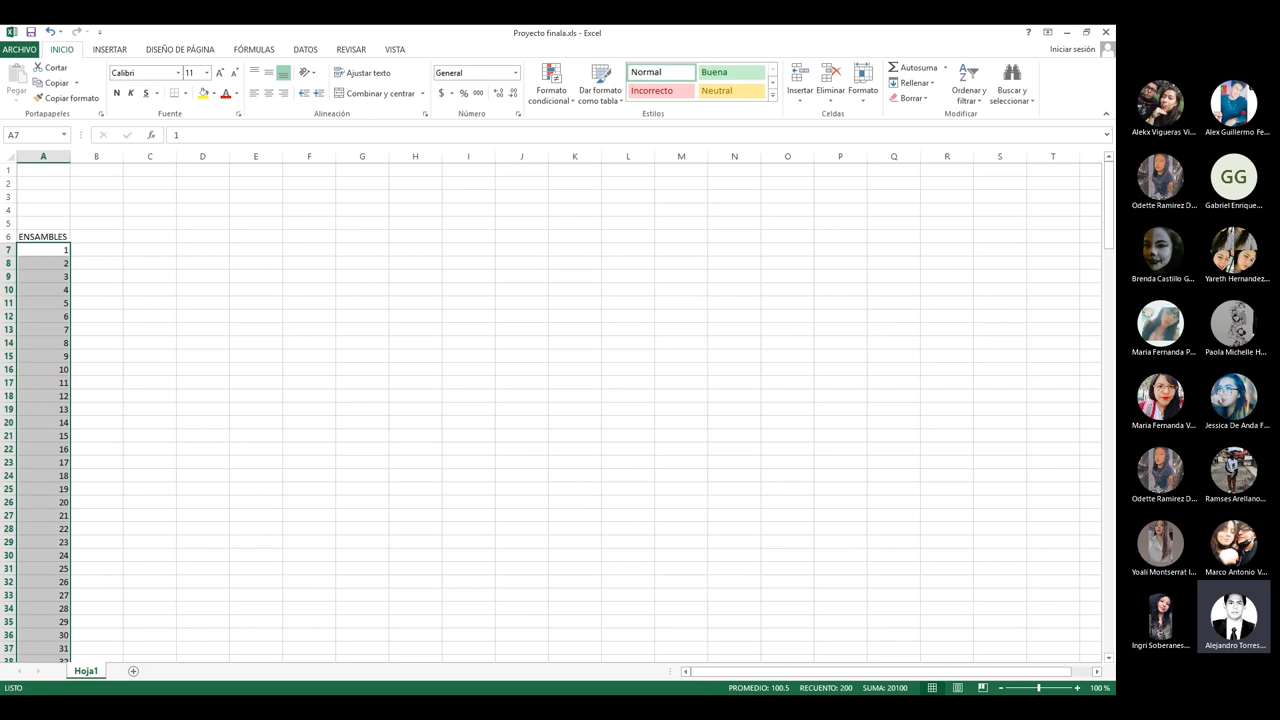 Proyecto finala.xls - Excel
ARCHIVO INICIO INSERTAR DISEÑO DE PÁGINA FÓRMULAS DATOS REVISAR VISTA Iniciar sesión
Pegar
Cortar
Copiar
Copiar formato
Portapapeles
Calibri 11
N K S
Fuente
Ajustar texto
Combinar y centrar
Alineación
General
$ % 000
Número
Formato condicional
Dar formato como tabla
Normal Buena
Incorrecto Neutral
Estilos
Insertar Eliminar Formato
Celdas
Autosuma
Rellenar
Borrar
Ordenar y filtrar
Buscar y seleccionar
Modificar
A7 fx 1
A B C D E F G H I J K L M N O P Q R S T
1
2
3
4
5
6 ENSAMBLES
7 1
8 2
9 3
10 4
11 5
12 6
13 7
14 8
15 9
16 10
17 11
18 12
19 13
20 14
21 15
22 16
23 17
24 18
25 19
26 20
27 21
28 22
29 23
30 24
31 25
32 26
33 27
34 28
35 29
36 30
37 31
38 32
Hoja1
LISTO PROMEDIO: 100.5 RECUENTO: 200 SUMA: 20100 100 %
Alekx Vigueras Vi... Alex Guillermo Fe...
Odette Ramirez D... GG Gabriel Enrique...
Brenda Castillo G... Yareth Hernandez...
Maria Fernanda P... Paola Michelle H...
Maria Fernanda V... Jessica De Anda F...
Odette Ramirez D... Ramses Arellano...
Yoali Montserrat I... Marco Antonio V...
Ingri Soberanes... Alejandro Torres...